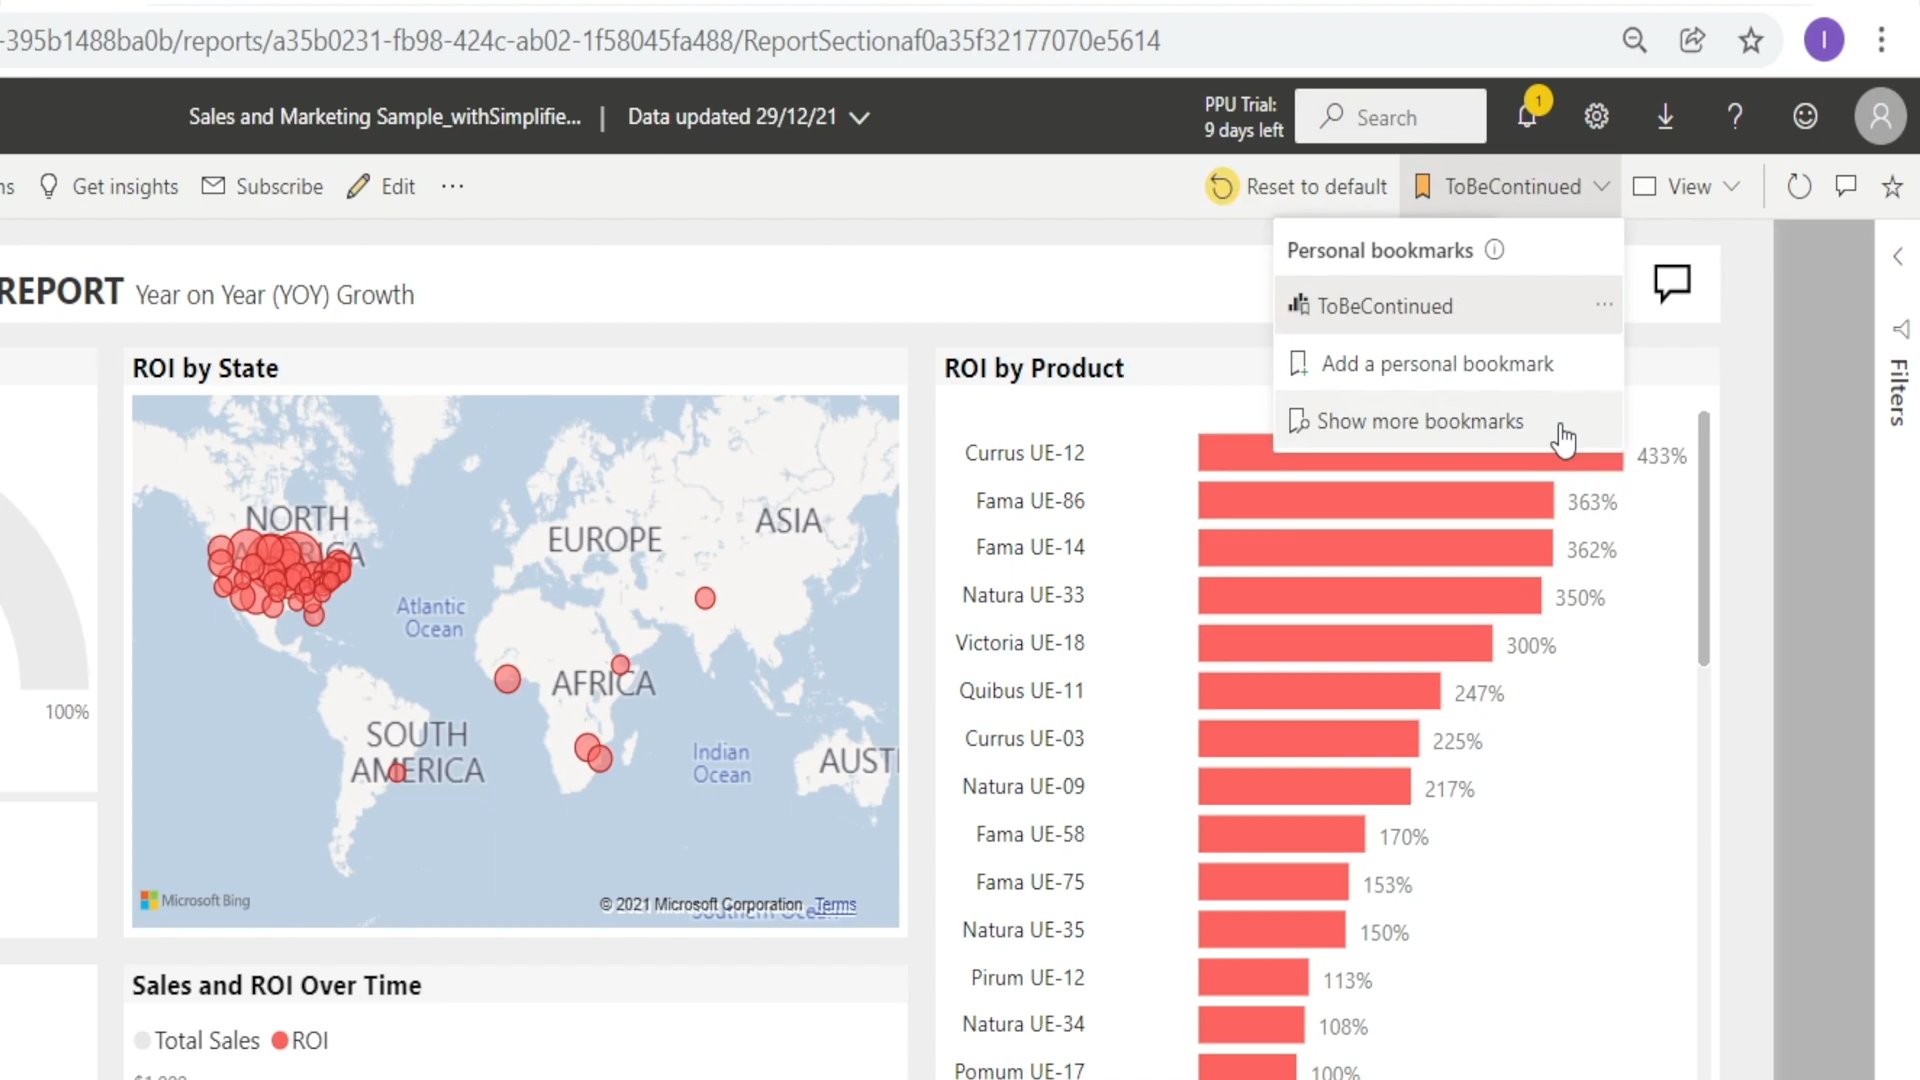 -395b1488ba0b/reports/a35b0231-fb98-424c-ab02-1f58045fa488/ReportSectionaf0a35f32177070e5614
I
Sales and Marketing Sample_withSimplifie... | Data updated 29/12/21
PPU Trial:
9 days left
Search
1
ns
Get insights
Subscribe
Edit
...
Reset to default
ToBeContinued
View
Personal bookmarks
ToBeContinued
...
Add a personal bookmark
Show more bookmarks
Filters
REPORT Year on Year (YOY) Growth
100%
ROI by State
NORTH
AMERICA
EUROPE
ASIA
Atlantic
Ocean
AFRICA
SOUTH
AMERICA
Indian
Ocean
AUST
Microsoft Bing
© 2021 Microsoft Corporation Terms
Southern Ocean
Sales and ROI Over Time
Total Sales ROI
ROI by Product
Currus UE-12 433%
Fama UE-86 363%
Fama UE-14 362%
Natura UE-33 350%
Victoria UE-18 300%
Quibus UE-11 247%
Currus UE-03 225%
Natura UE-09 217%
Fama UE-58 170%
Fama UE-75 153%
Natura UE-35 150%
Pirum UE-12 113%
Natura UE-34 108%
Pomum UE-17 100%